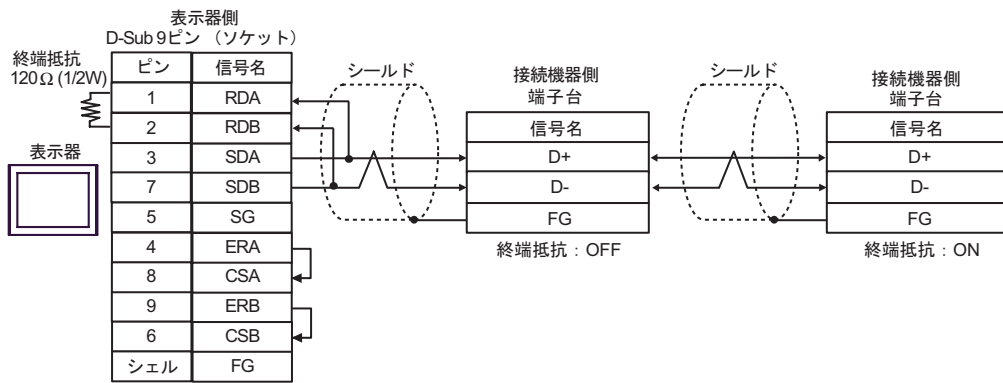 表示器側
D-Sub 9ピン （ソケット）
終端抵抗
120Ω (1/2W)
表示器
ピン 信号名
1 RDA
2 RDB
3 SDA
7 SDB
5 SG
4 ERA
8 CSA
9 ERB
6 CSB
シェル FG
シールド
接続機器側
端子台
信号名
D+
D-
FG
終端抵抗：OFF
シールド
接続機器側
端子台
信号名
D+
D-
FG
終端抵抗：ON